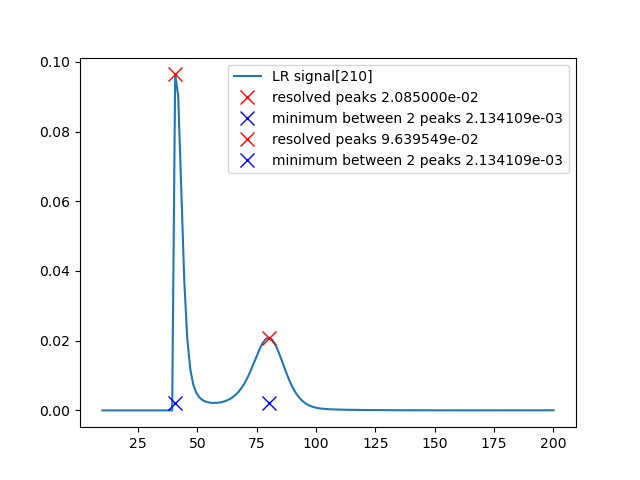 0.10
0.08
0.06
0.04
0.02
0.00
25
50
75
100
125
150
175
200
LR signal[210]
resolved peaks 2.085000e-02
minimum between 2 peaks 2.134109e-03
resolved peaks 9.639549e-02
minimum between 2 peaks 2.134109e-03